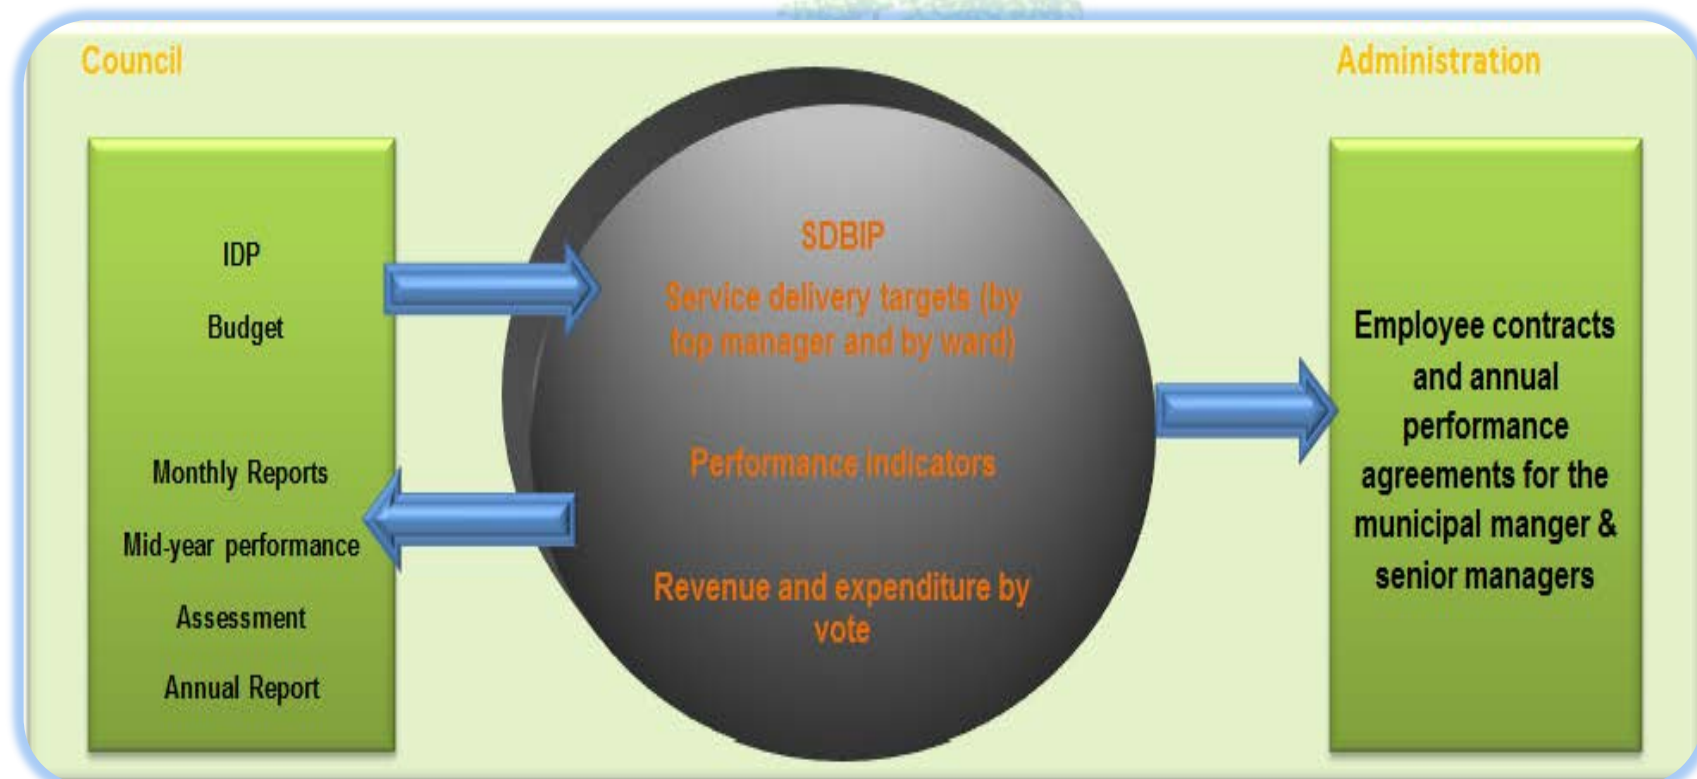 Council
Administration
IDP
Budget
Monthly Reports
Mid-year performance
Assessment
Annual Report
SDBIP
Service delivery targets (by
top manager and by ward)
Performance indicators
Revenue and expenditure by
vote
Employee contracts
and annual
performance
agreements for the
municipal manger &
senior managers